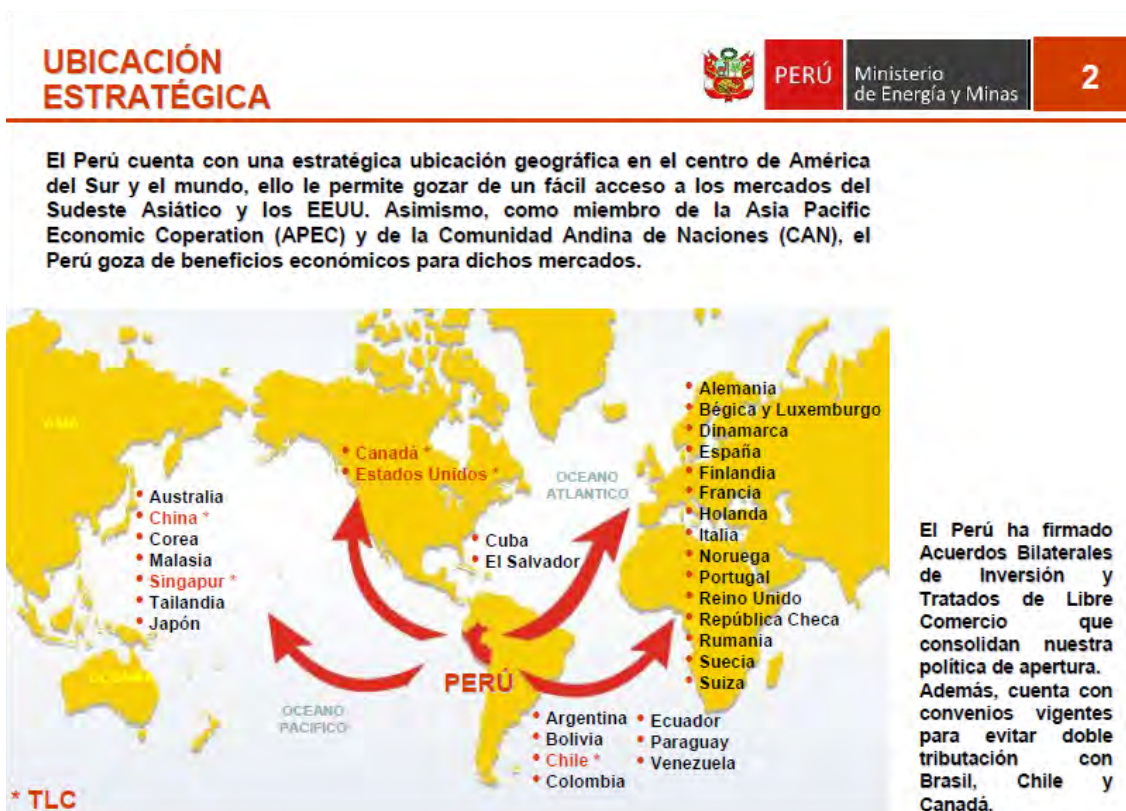 UBICACIÓN
ESTRATÉGICA
PERÚ
Ministerio
de Energía y Minas
2
El Perú cuenta con una estratégica ubicación geográfica en el centro de América
del Sur y el mundo, ello le permite gozar de un fácil acceso a los mercados del
Sudeste Asiático y los EEUU. Asimismo, como miembro de la Asia Pacific
Economic Coperation (APEC) y de la Comunidad Andina de Naciones (CAN), el
Perú goza de beneficios económicos para dichos mercados.
• Australia
• China *
• Corea
• Malasia
• Singapur *
• Tailandia
• Japón
• Canadá *
• Estados Unidos *
• Cuba
• El Salvador
OCEANO
ATLANTICO
• Alemania
• Bégica y Luxemburgo
• Dinamarca
• España
• Finlandia
• Francia
• Holanda
• Italia
• Noruega
• Portugal
• Reino Unido
• República Checa
• Rumania
• Suecia
• Suiza
PERÚ
OCEANO
PACIFICO
• Argentina
• Bolivia
• Chile *
• Colombia
• Ecuador
• Paraguay
• Venezuela
* TLC
El Perú ha firmado
Acuerdos Bilaterales
de Inversión y
Tratados de Libre
Comercio que
consolidan nuestra
política de apertura.
Además, cuenta con
convenios vigentes
para evitar doble
tributación con
Brasil, Chile y
Canadá.